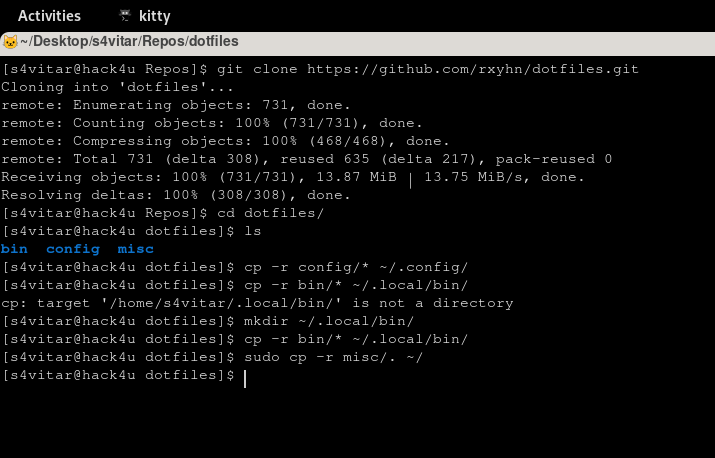 Activities kitty
~/Desktop/s4vitar/Repos/dotfiles
[s4vitar@hack4u Repos]$ git clone https://github.com/rxyhn/dotfiles.git
Cloning into 'dotfiles'...
remote: Enumerating objects: 731, done.
remote: Counting objects: 100% (731/731), done.
remote: Compressing objects: 100% (468/468), done.
remote: Total 731 (delta 308), reused 635 (delta 217), pack-reused 0
Receiving objects: 100% (731/731), 13.87 MiB | 13.75 MiB/s, done.
Resolving deltas: 100% (308/308), done.
[s4vitar@hack4u Repos]$ cd dotfiles/
[s4vitar@hack4u dotfiles]$ ls
bin  config  misc
[s4vitar@hack4u dotfiles]$ cp -r config/* ~/.config/
[s4vitar@hack4u dotfiles]$ cp -r bin/* ~/.local/bin/
cp: target '/home/s4vitar/.local/bin/' is not a directory
[s4vitar@hack4u dotfiles]$ mkdir ~/.local/bin/
[s4vitar@hack4u dotfiles]$ cp -r bin/* ~/.local/bin/
[s4vitar@hack4u dotfiles]$ sudo cp -r misc/. ~/
[s4vitar@hack4u dotfiles]$